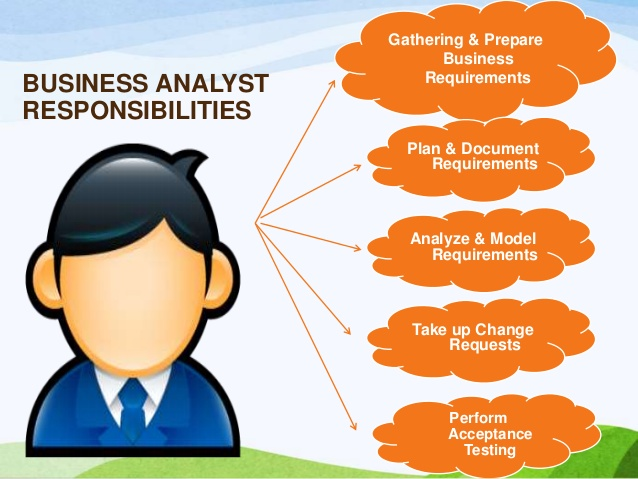 BUSINESS ANALYST
RESPONSIBILITIES
Gathering & Prepare
Business
Requirements
Plan & Document
Requirements
Analyze & Model
Requirements
Take up Change
Requests
Perform
Acceptance
Testing